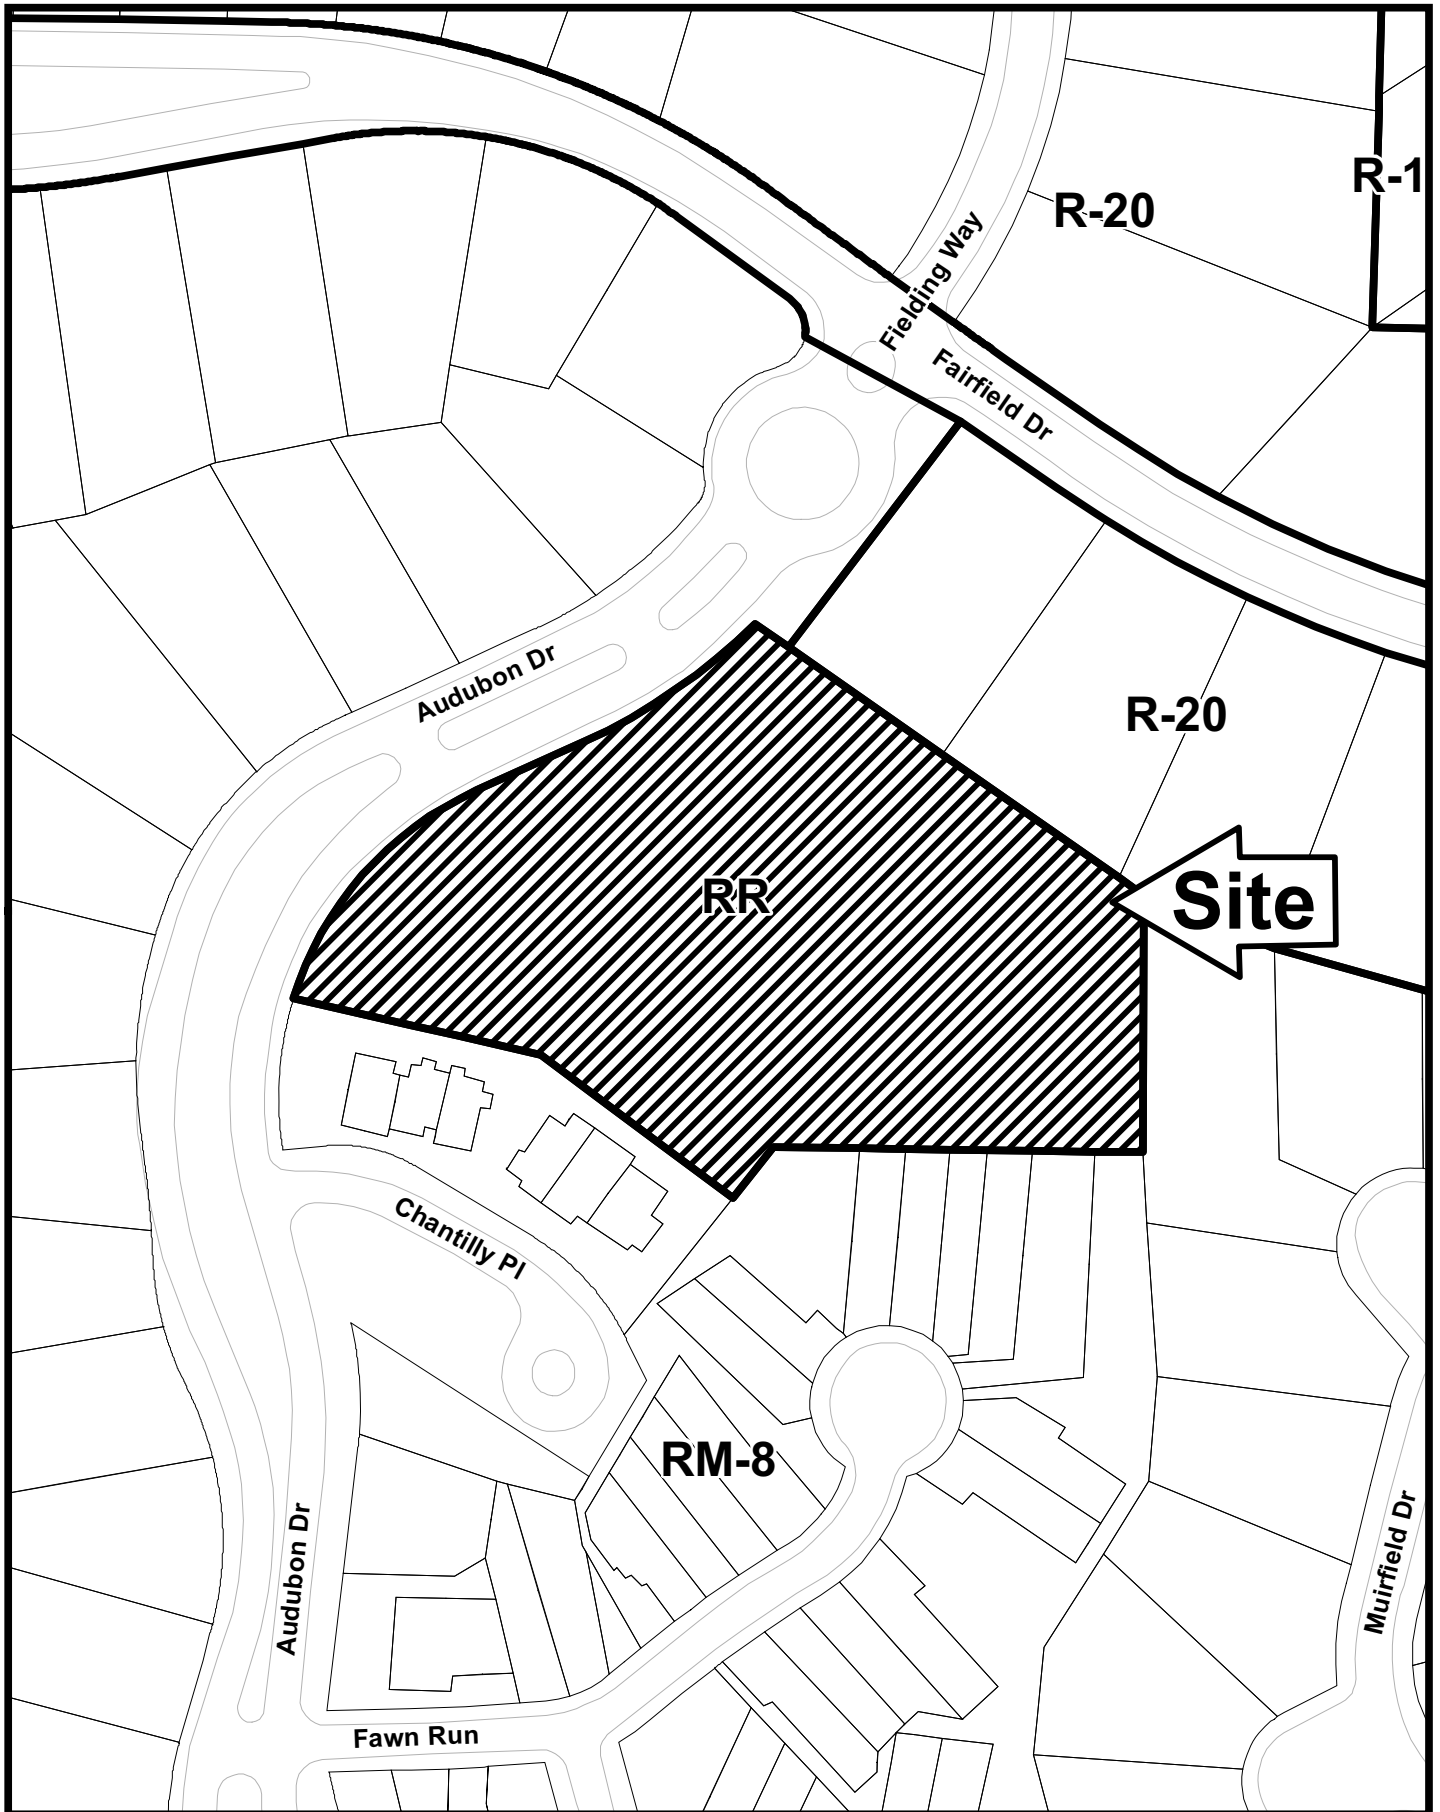 R-1
R-20
Fielding Way
Fairfield Dr
Audubon Dr
R-20
RR
Site
Chantilly Pl
RM-8
Audubon Dr
Muirfield Dr
Fawn Run